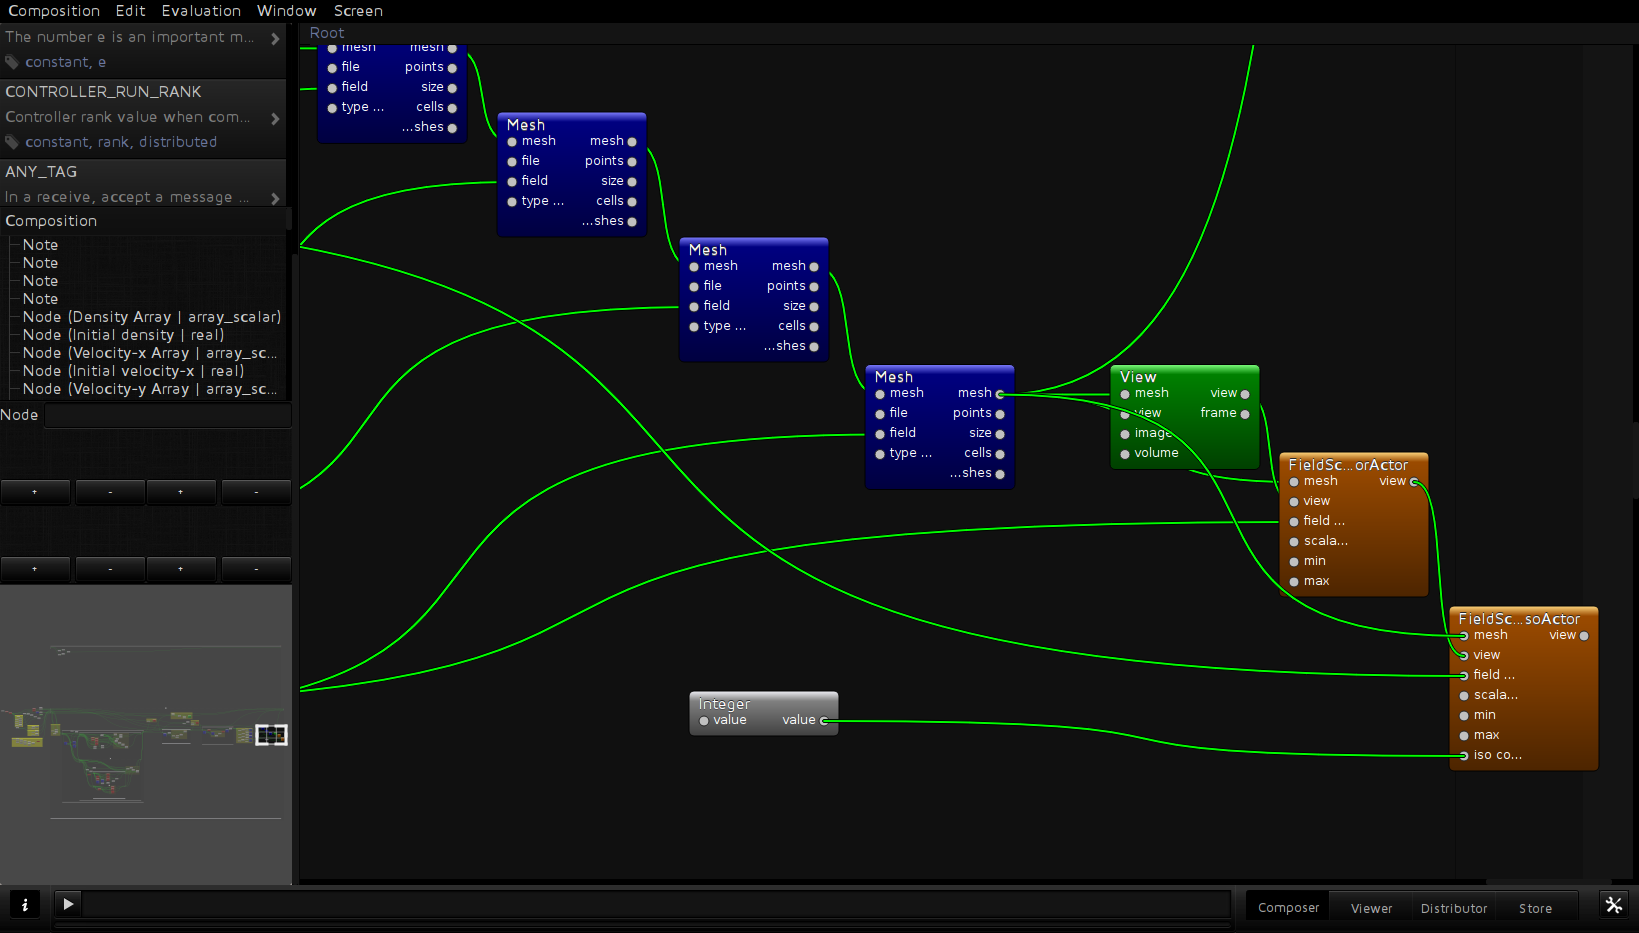 Composition Edit Evaluation Window Screen
The number e is an important m...
constant, e
CONTROLLER_RUN_RANK
Controller rank value when com...
constant, rank, distributed
ANY_TAG
In a receive, accept a message ...
Composition
Note
Note
Note
Note
Node (Density Array | array_scalar)
Node (Initial density | real)
Node (Velocity-x Array | array_sc...
Node (Initial velocity-x | real)
Node (Velocity-y Array | array_sc...
Node
+ - + -
+ - + -
Root
mesh mesh
file points
field size
type ... cells
...shes
Mesh
mesh mesh
file points
field size
type ... cells
...shes
Mesh
mesh mesh
file points
field size
type ... cells
...shes
Mesh
mesh mesh
file points
field size
type ... cells
...shes
View
mesh view
view frame
image
volume
FieldSc...orActor
mesh view
view
field ...
scala...
min
max
FieldSc...soActor
mesh view
view
field ...
scala...
min
max
iso co...
Integer
value value
i
Composer Viewer Distributor Store